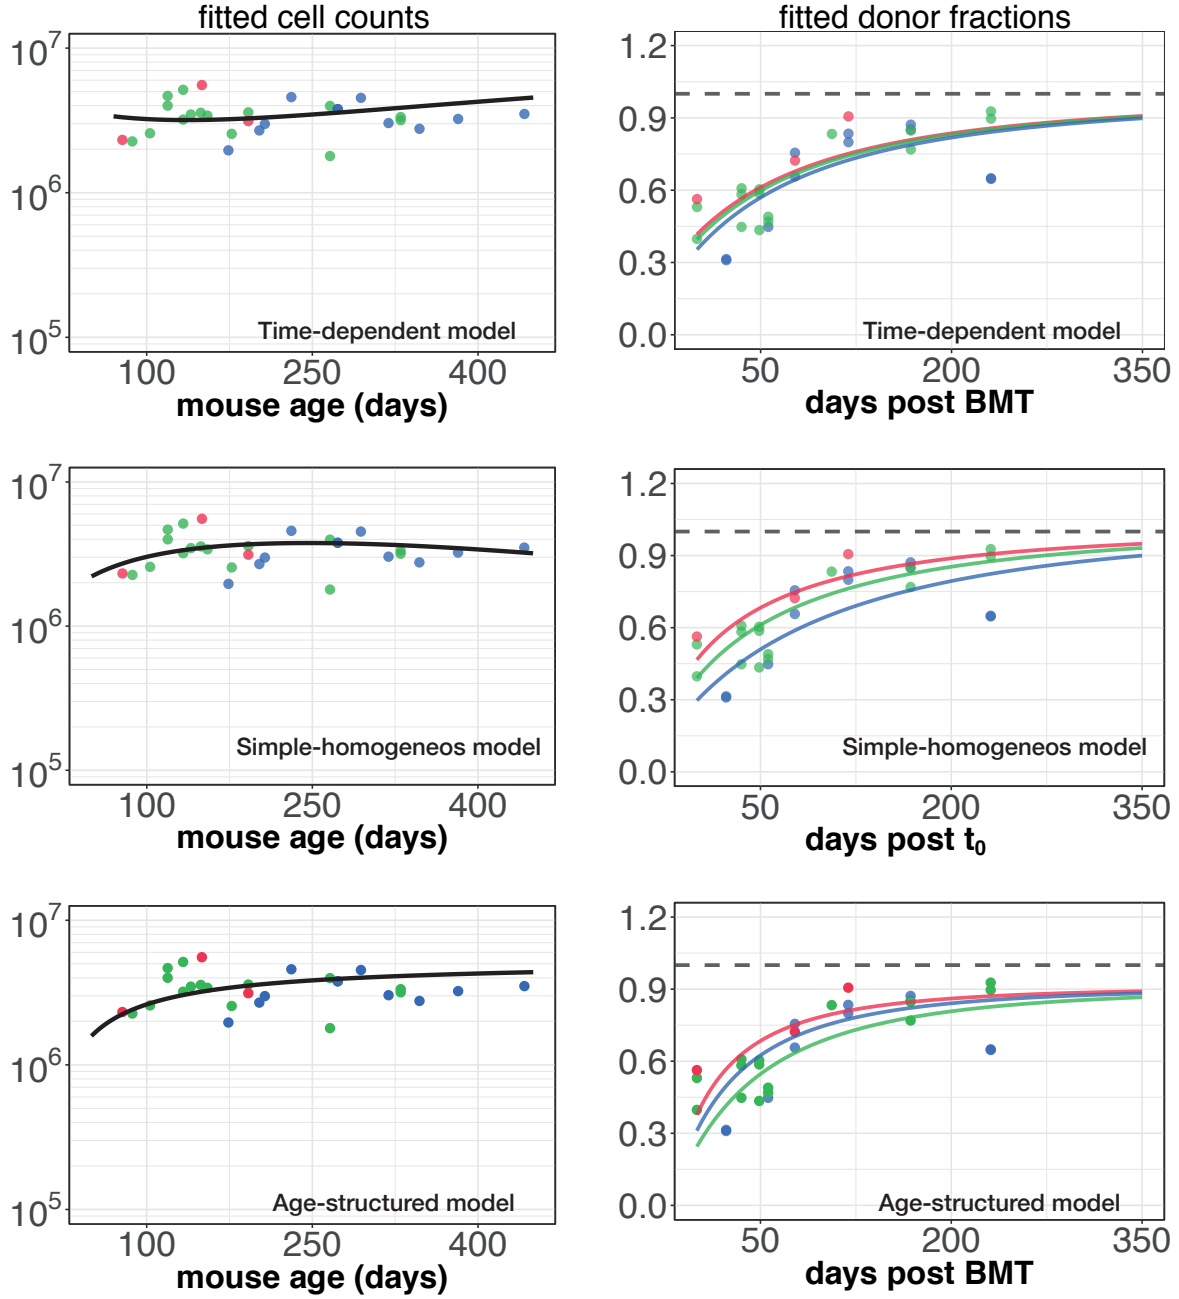 fitted cell counts
fitted donor fractions
10^7
10^6
10^5
Time-dependent model
100 250 400
mouse age (days)
1.2
0.9
0.6
0.3
0.0
Time-dependent model
50 200 350
days post BMT
10^7
10^6
10^5
Simple-homogeneos model
100 250 400
mouse age (days)
1.2
0.9
0.6
0.3
0.0
Simple-homogeneos model
50 200 350
days post t₀
10^7
10^6
10^5
Age-structured model
100 250 400
mouse age (days)
1.2
0.9
0.6
0.3
0.0
Age-structured model
50 200 350
days post BMT